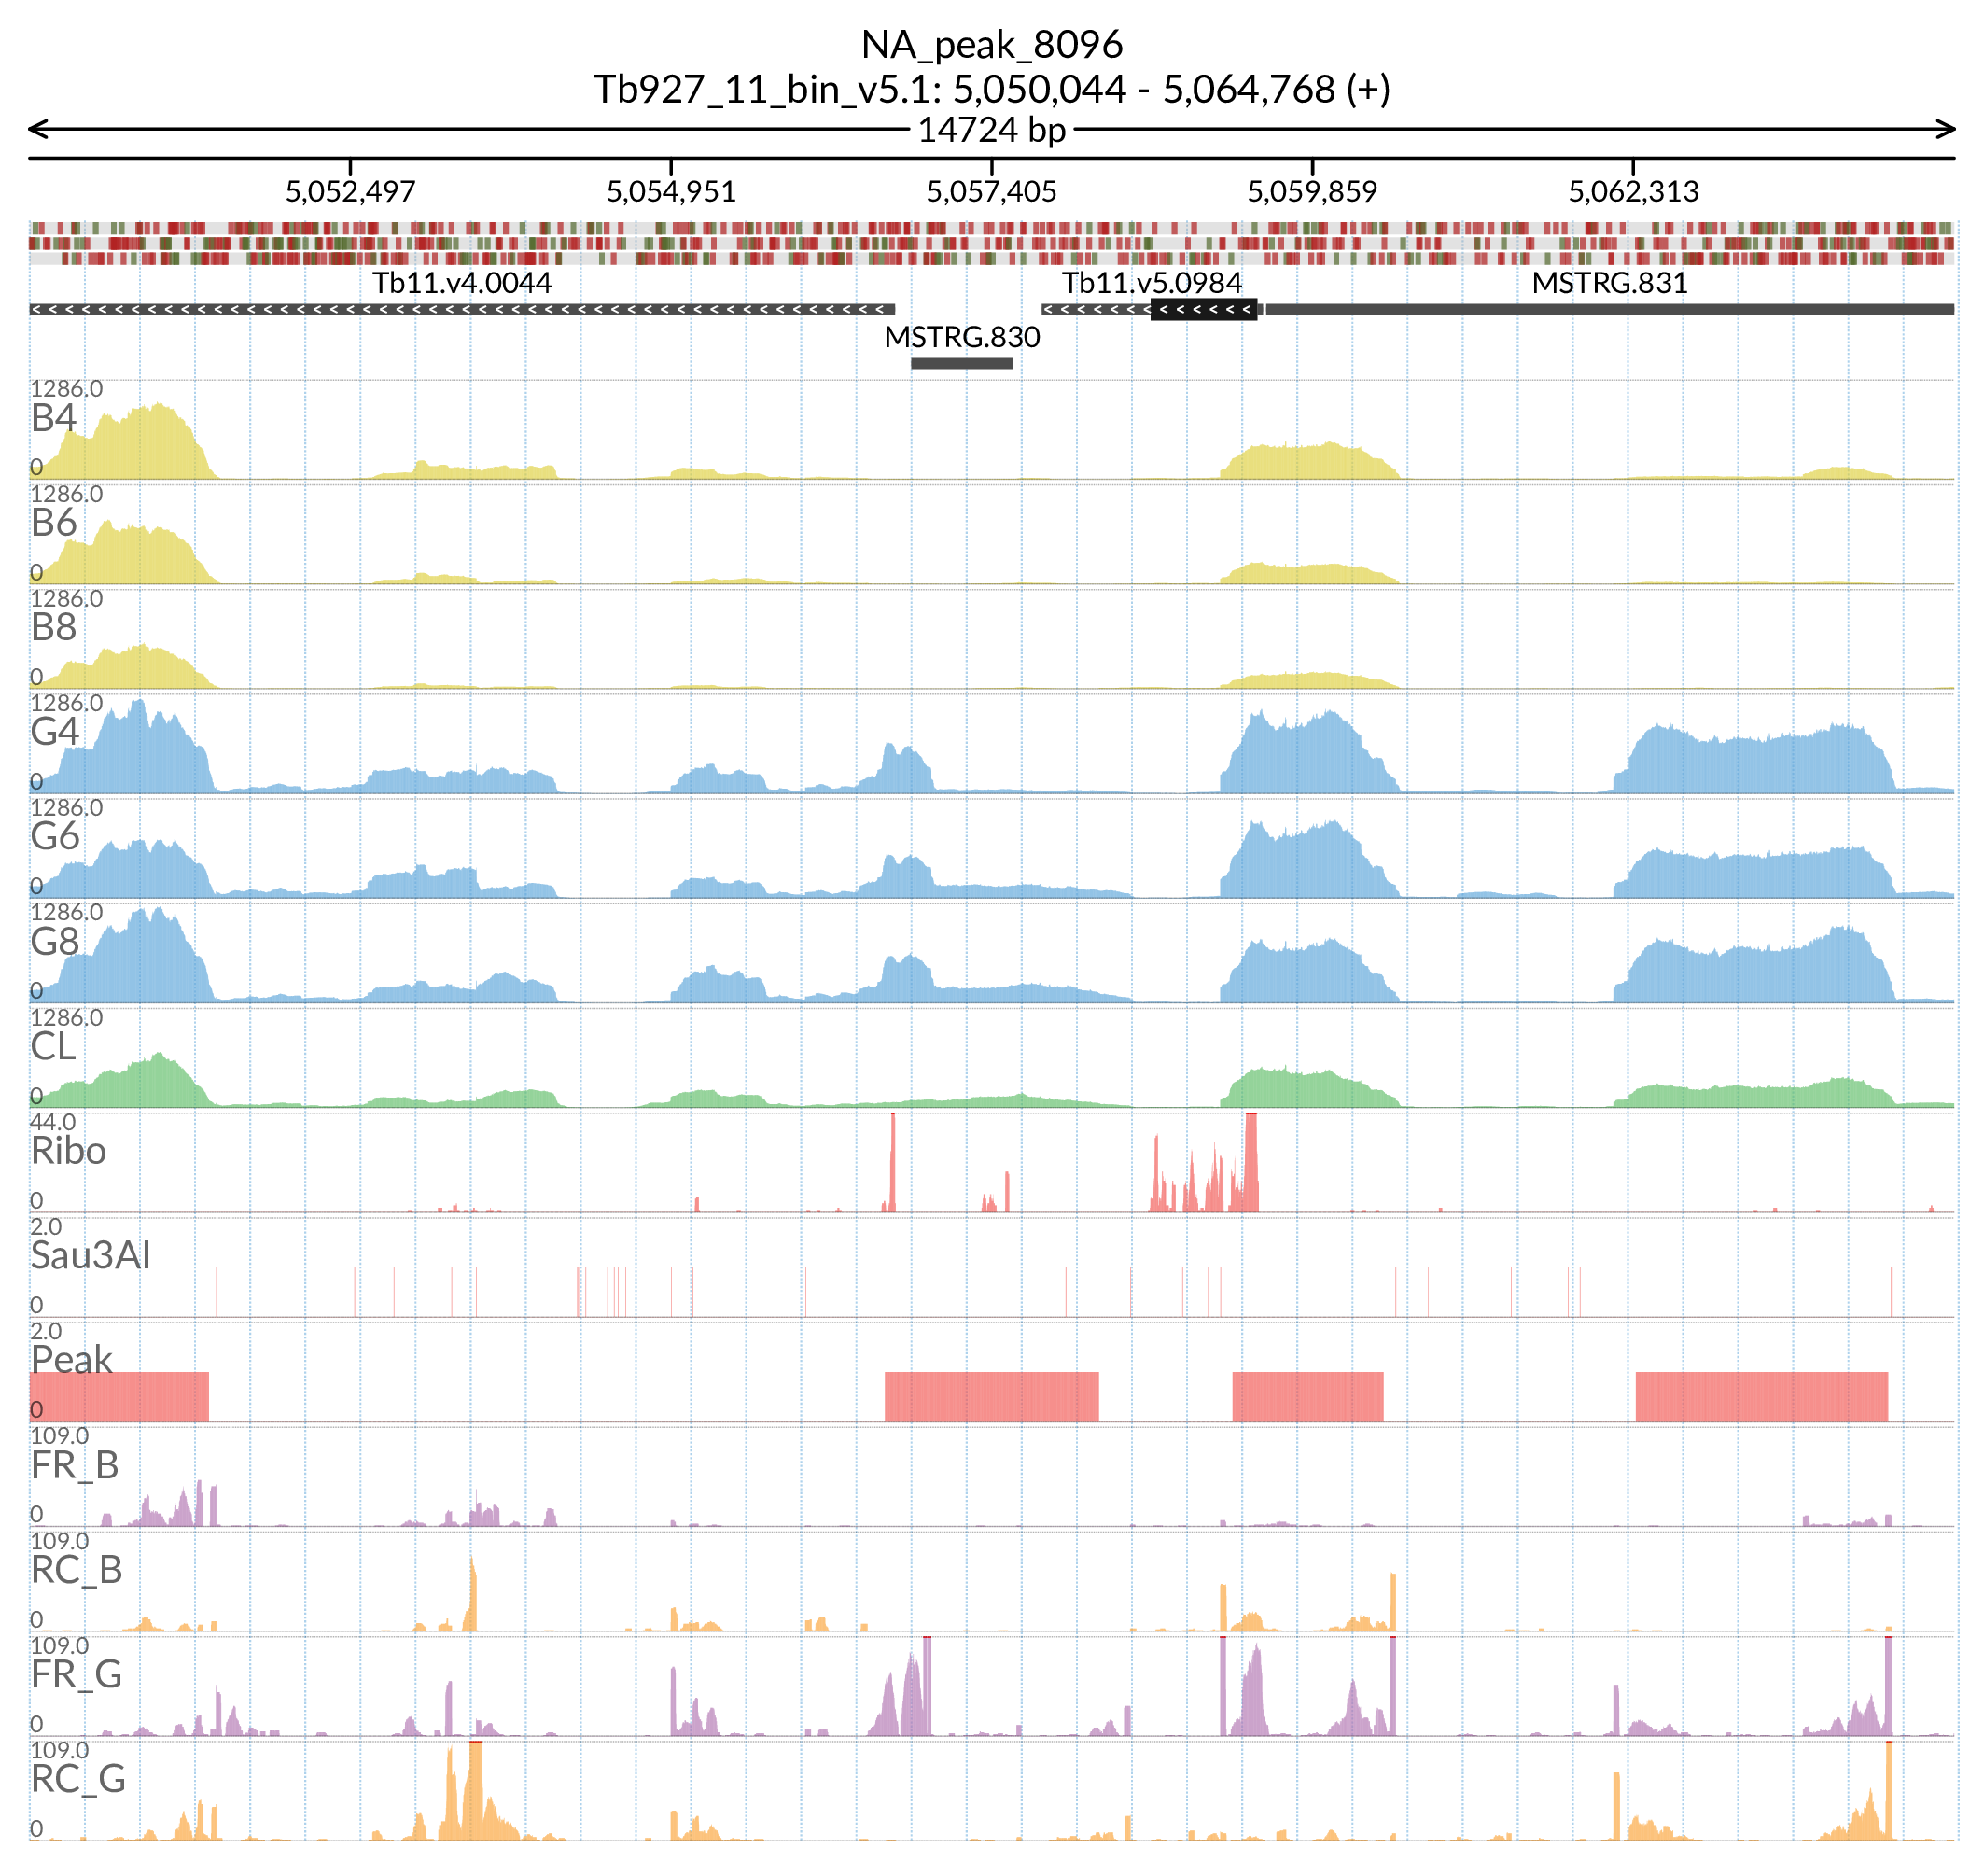 NA_peak_8096
Tb927_11_bin_v5.1: 5,050,044 - 5,064,768 (+)
14724 bp
5,052,497 5,054,951 5,057,405 5,059,859 5,062,313
Tb11.v4.0044 Tb11.v5.0984 MSTRG.831
MSTRG.830
1286.0
B4
0
1286.0
B6
0
1286.0
B8
0
1286.0
G4
0
1286.0
G6
0
1286.0
G8
0
1286.0
CL
0
44.0
Ribo
0
2.0
Sau3AI
0
2.0
Peak
0
109.0
FR_B
0
109.0
RC_B
0
109.0
FR_G
0
109.0
RC_G
0